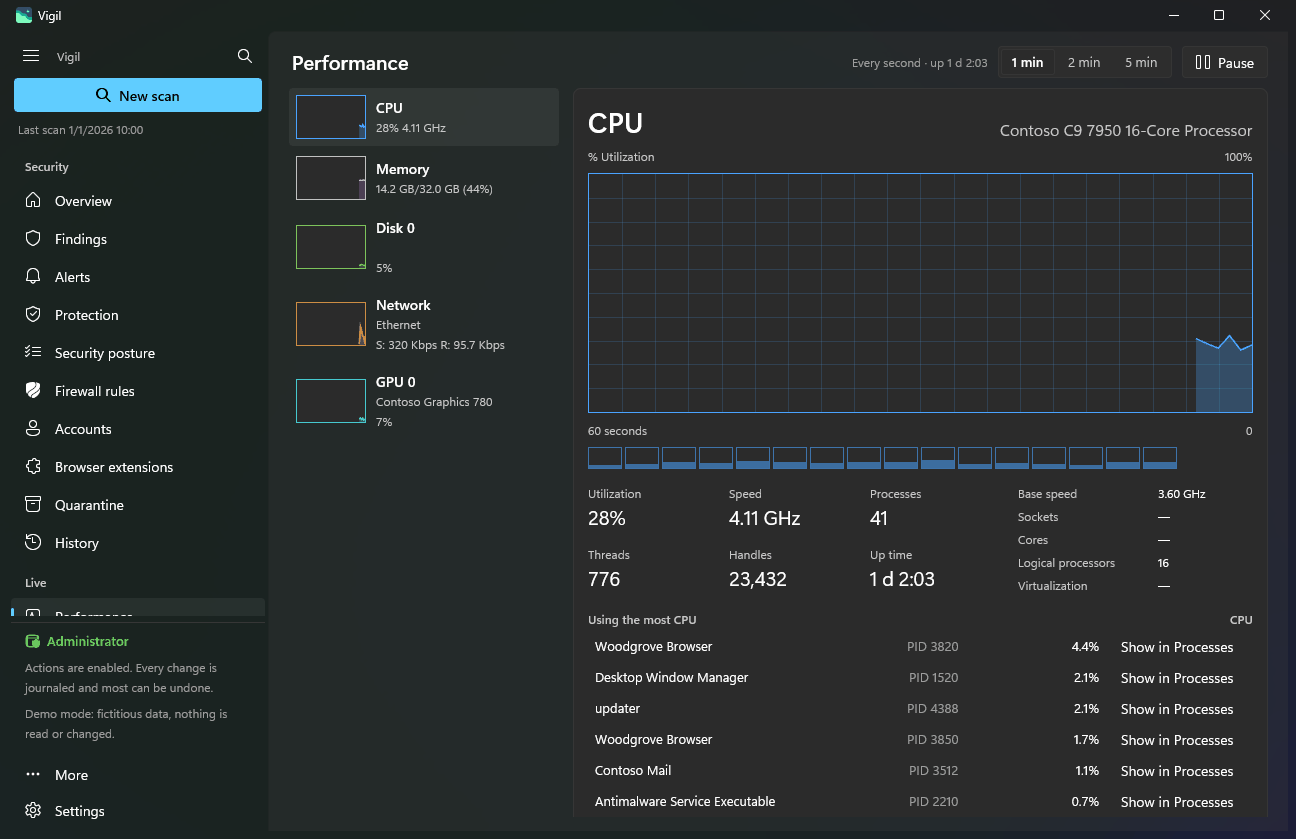 Vigil
Vigil
New scan
Last scan 1/1/2026 10:00
Security
Overview
Findings
Alerts
Protection
Security posture
Firewall rules
Accounts
Browser extensions
Quarantine
History
Live
Performance
Administrator
Actions are enabled. Every change is
journaled and most can be undone.
Demo mode: fictitious data, nothing is
read or changed.
More
Settings
Performance
Every second · up 1 d 2:03
1 min
2 min
5 min
Pause
CPU
28% 4.11 GHz
Memory
14.2 GB/32.0 GB (44%)
Disk 0
5%
Network
Ethernet
S: 320 Kbps R: 95.7 Kbps
GPU 0
Contoso Graphics 780
7%
CPU
Contoso C9 7950 16-Core Processor
% Utilization
100%
60 seconds
0
Utilization
28%
Speed
4.11 GHz
Processes
41
Threads
776
Handles
23,432
Up time
1 d 2:03
Base speed 3.60 GHz
Sockets —
Cores —
Logical processors 16
Virtualization —
Using the most CPU CPU
Woodgrove Browser PID 3820 4.4% Show in Processes
Desktop Window Manager PID 1520 2.1% Show in Processes
updater PID 4388 2.1% Show in Processes
Woodgrove Browser PID 3850 1.7% Show in Processes
Contoso Mail PID 3512 1.1% Show in Processes
Antimalware Service Executable PID 2210 0.7% Show in Processes